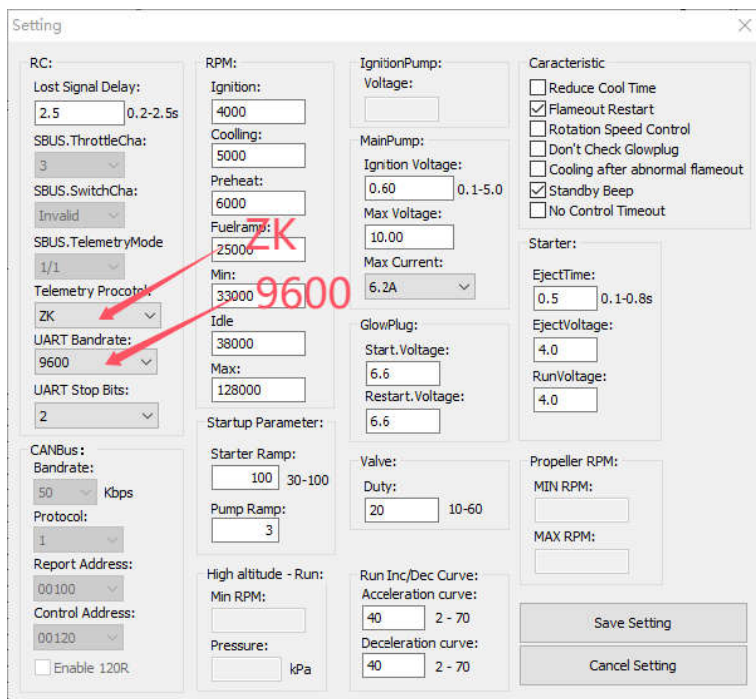 Setting
RC:
Lost Signal Delay:
2.5 0.2-2.5s
SBUS.ThrottleCha:
3
SBUS.SwitchCha:
Invalid
SBUS.TelemetryMode
1/1
Telemetry Procotol:
ZK
UART Bandrate:
9600
UART Stop Bits:
2
CANBus:
Bandrate:
50 Kbps
Protocol:
1
Report Address:
00100
Control Address:
00120
Enable 120R
RPM:
Ignition:
4000
Coolling:
5000
Preheat:
6000
Fuelramp:
25000
Min:
33000
Idle
38000
Max:
128000
ZK
9600
Startup Parameter:
Starter Ramp:
100 30-100
Pump Ramp:
3
High altitude - Run:
Min RPM:
Pressure:
kPa
IgnitionPump:
Voltage:
MainPump:
Ignition Voltage:
0.60 0.1-5.0
Max Voltage:
10.00
Max Current:
6.2A
GlowPlug:
Start.Voltage:
6.6
Restart.Voltage:
6.6
Valve:
Duty:
20 10-60
Run Inc/Dec Curve:
Acceleration curve:
40 2 - 70
Deceleration curve:
40 2 - 70
Caracteristic
Reduce Cool Time
Flameout Restart
Rotation Speed Control
Don't Check Glowplug
Cooling after abnormal flameout
Standby Beep
No Control Timeout
Starter:
EjectTime:
0.5 0.1-0.8s
EjectVoltage:
4.0
RunVoltage:
4.0
Propeller RPM:
MIN RPM:
MAX RPM:
Save Setting
Cancel Setting